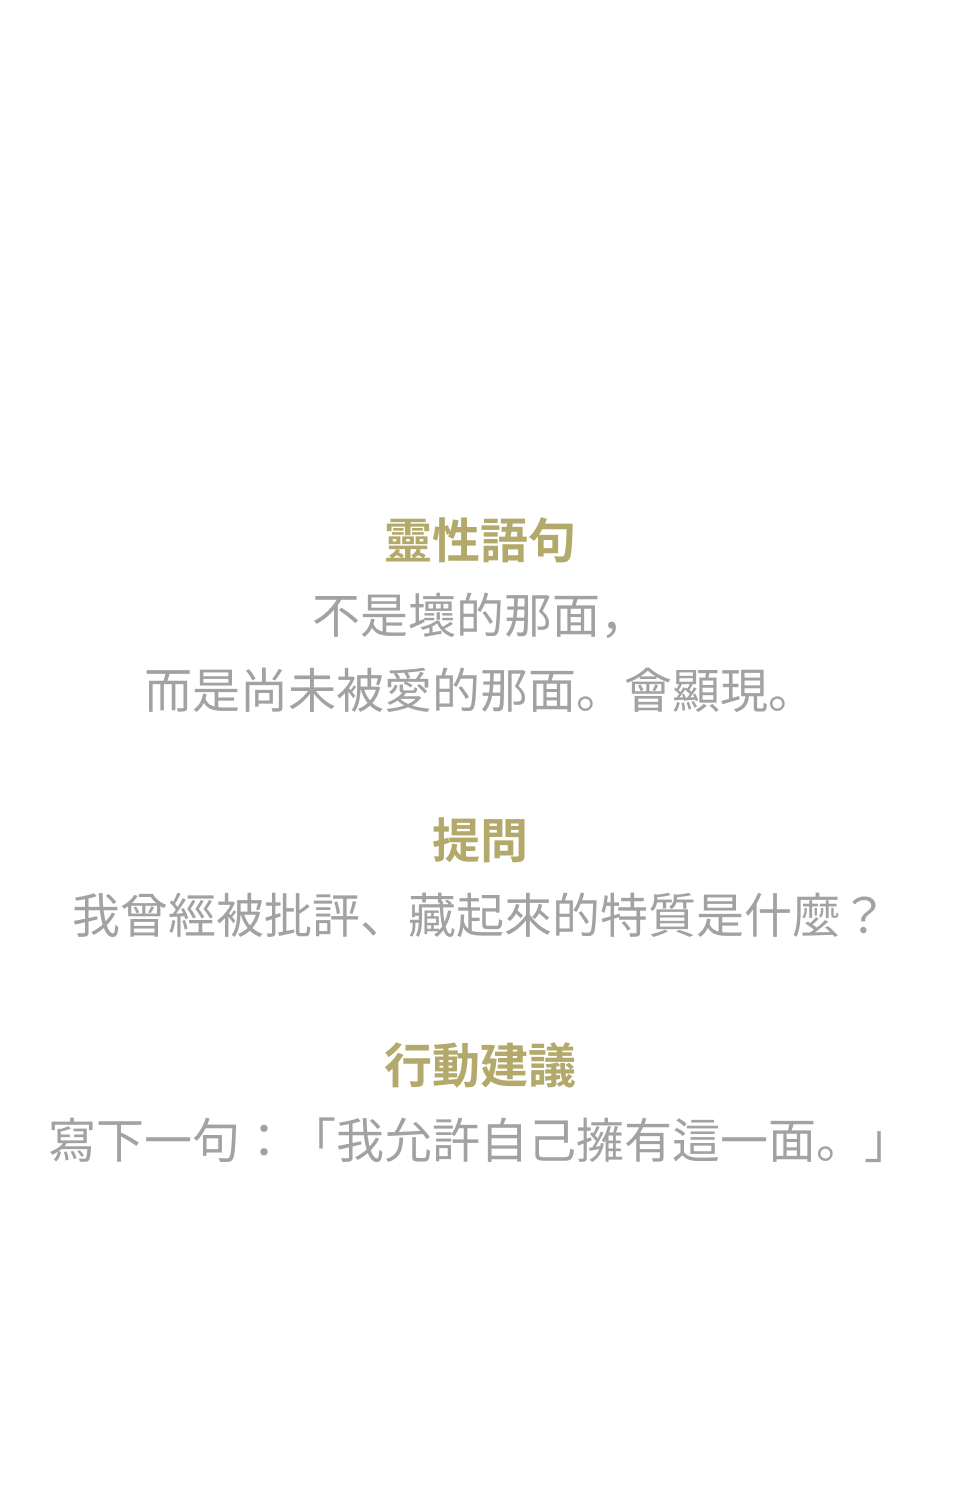 靈性語句
不是壞的那面，
而是尚未被愛的那面。會顯現。
提問
我曾經被批評、藏起來的特質是什麼？
行動建議
寫下一句：「我允許自己擁有這一面。」